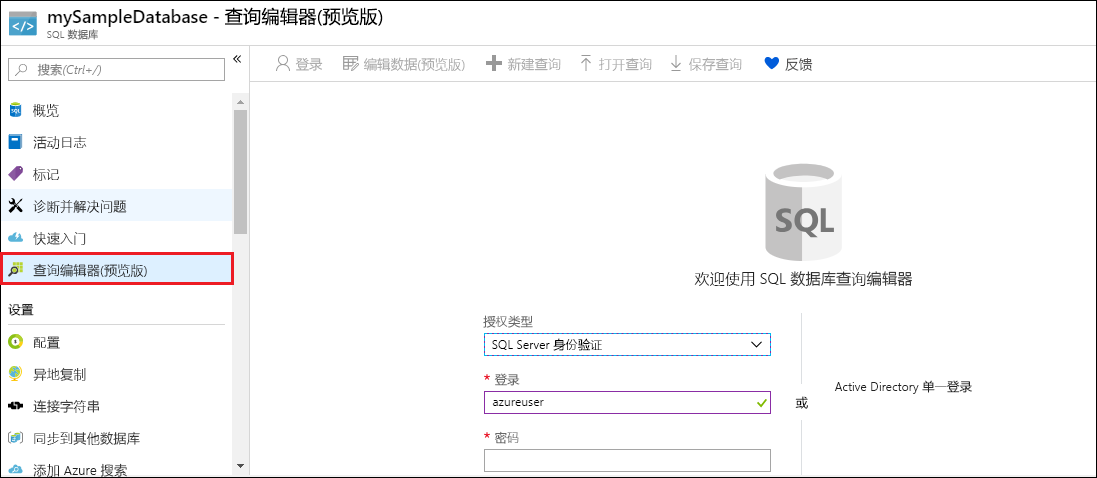 mySampleDatabase - 查询编辑器(预览版)
SQL 数据库
搜索(Ctrl+/)
«
登录
编辑数据(预览版)
新建查询
打开查询
保存查询
反馈
概览
活动日志
标记
诊断并解决问题
快速入门
查询编辑器(预览版)
设置
配置
异地复制
连接字符串
同步到其他数据库
添加 Azure 搜索
SQL
欢迎使用 SQL 数据库查询编辑器
授权类型
SQL Server 身份验证
* 登录
azureuser
* 密码
或
Active Directory 单一登录